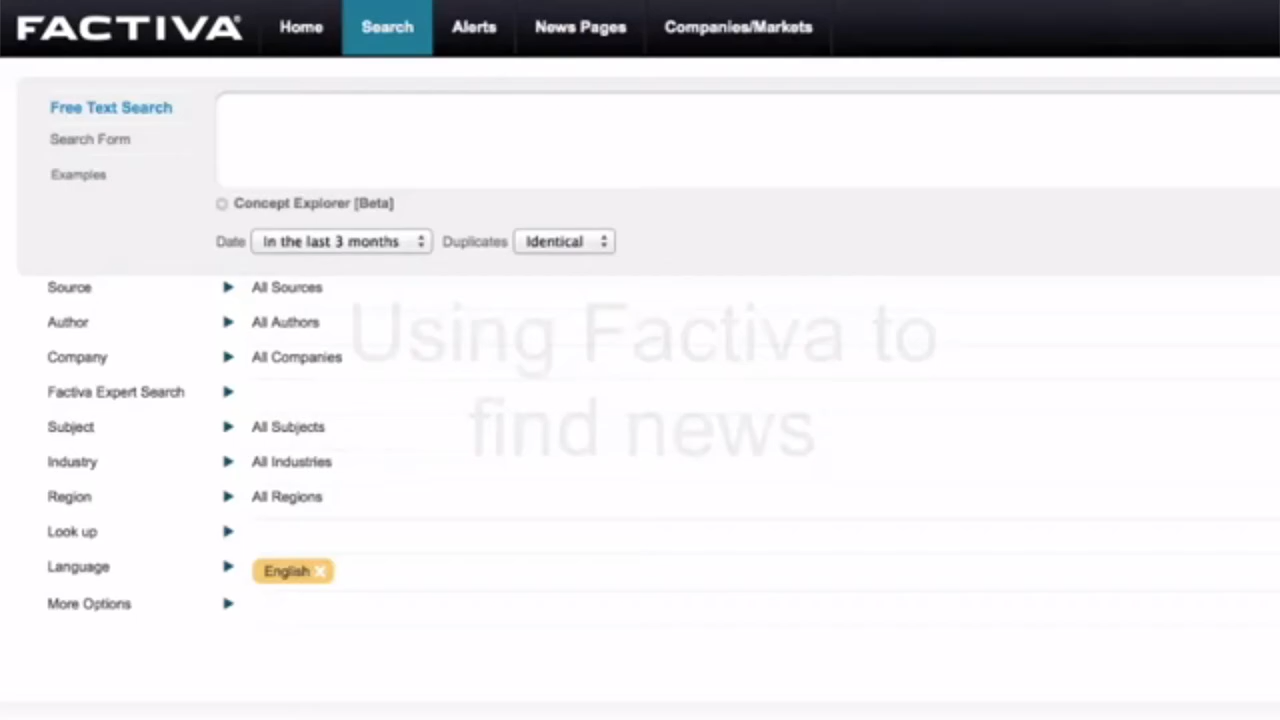 FACTIVA® Home Search Alerts News Pages Companies/Markets
Free Text Search
Search Form
Examples
Concept Explorer [Beta]
Date In the last 3 months Duplicates Identical
Source All Sources
Author All Authors
Company All Companies
Factiva Expert Search
Subject All Subjects
Industry All Industries
Region All Regions
Look up
Language English
More Options
Using Factiva to
find news